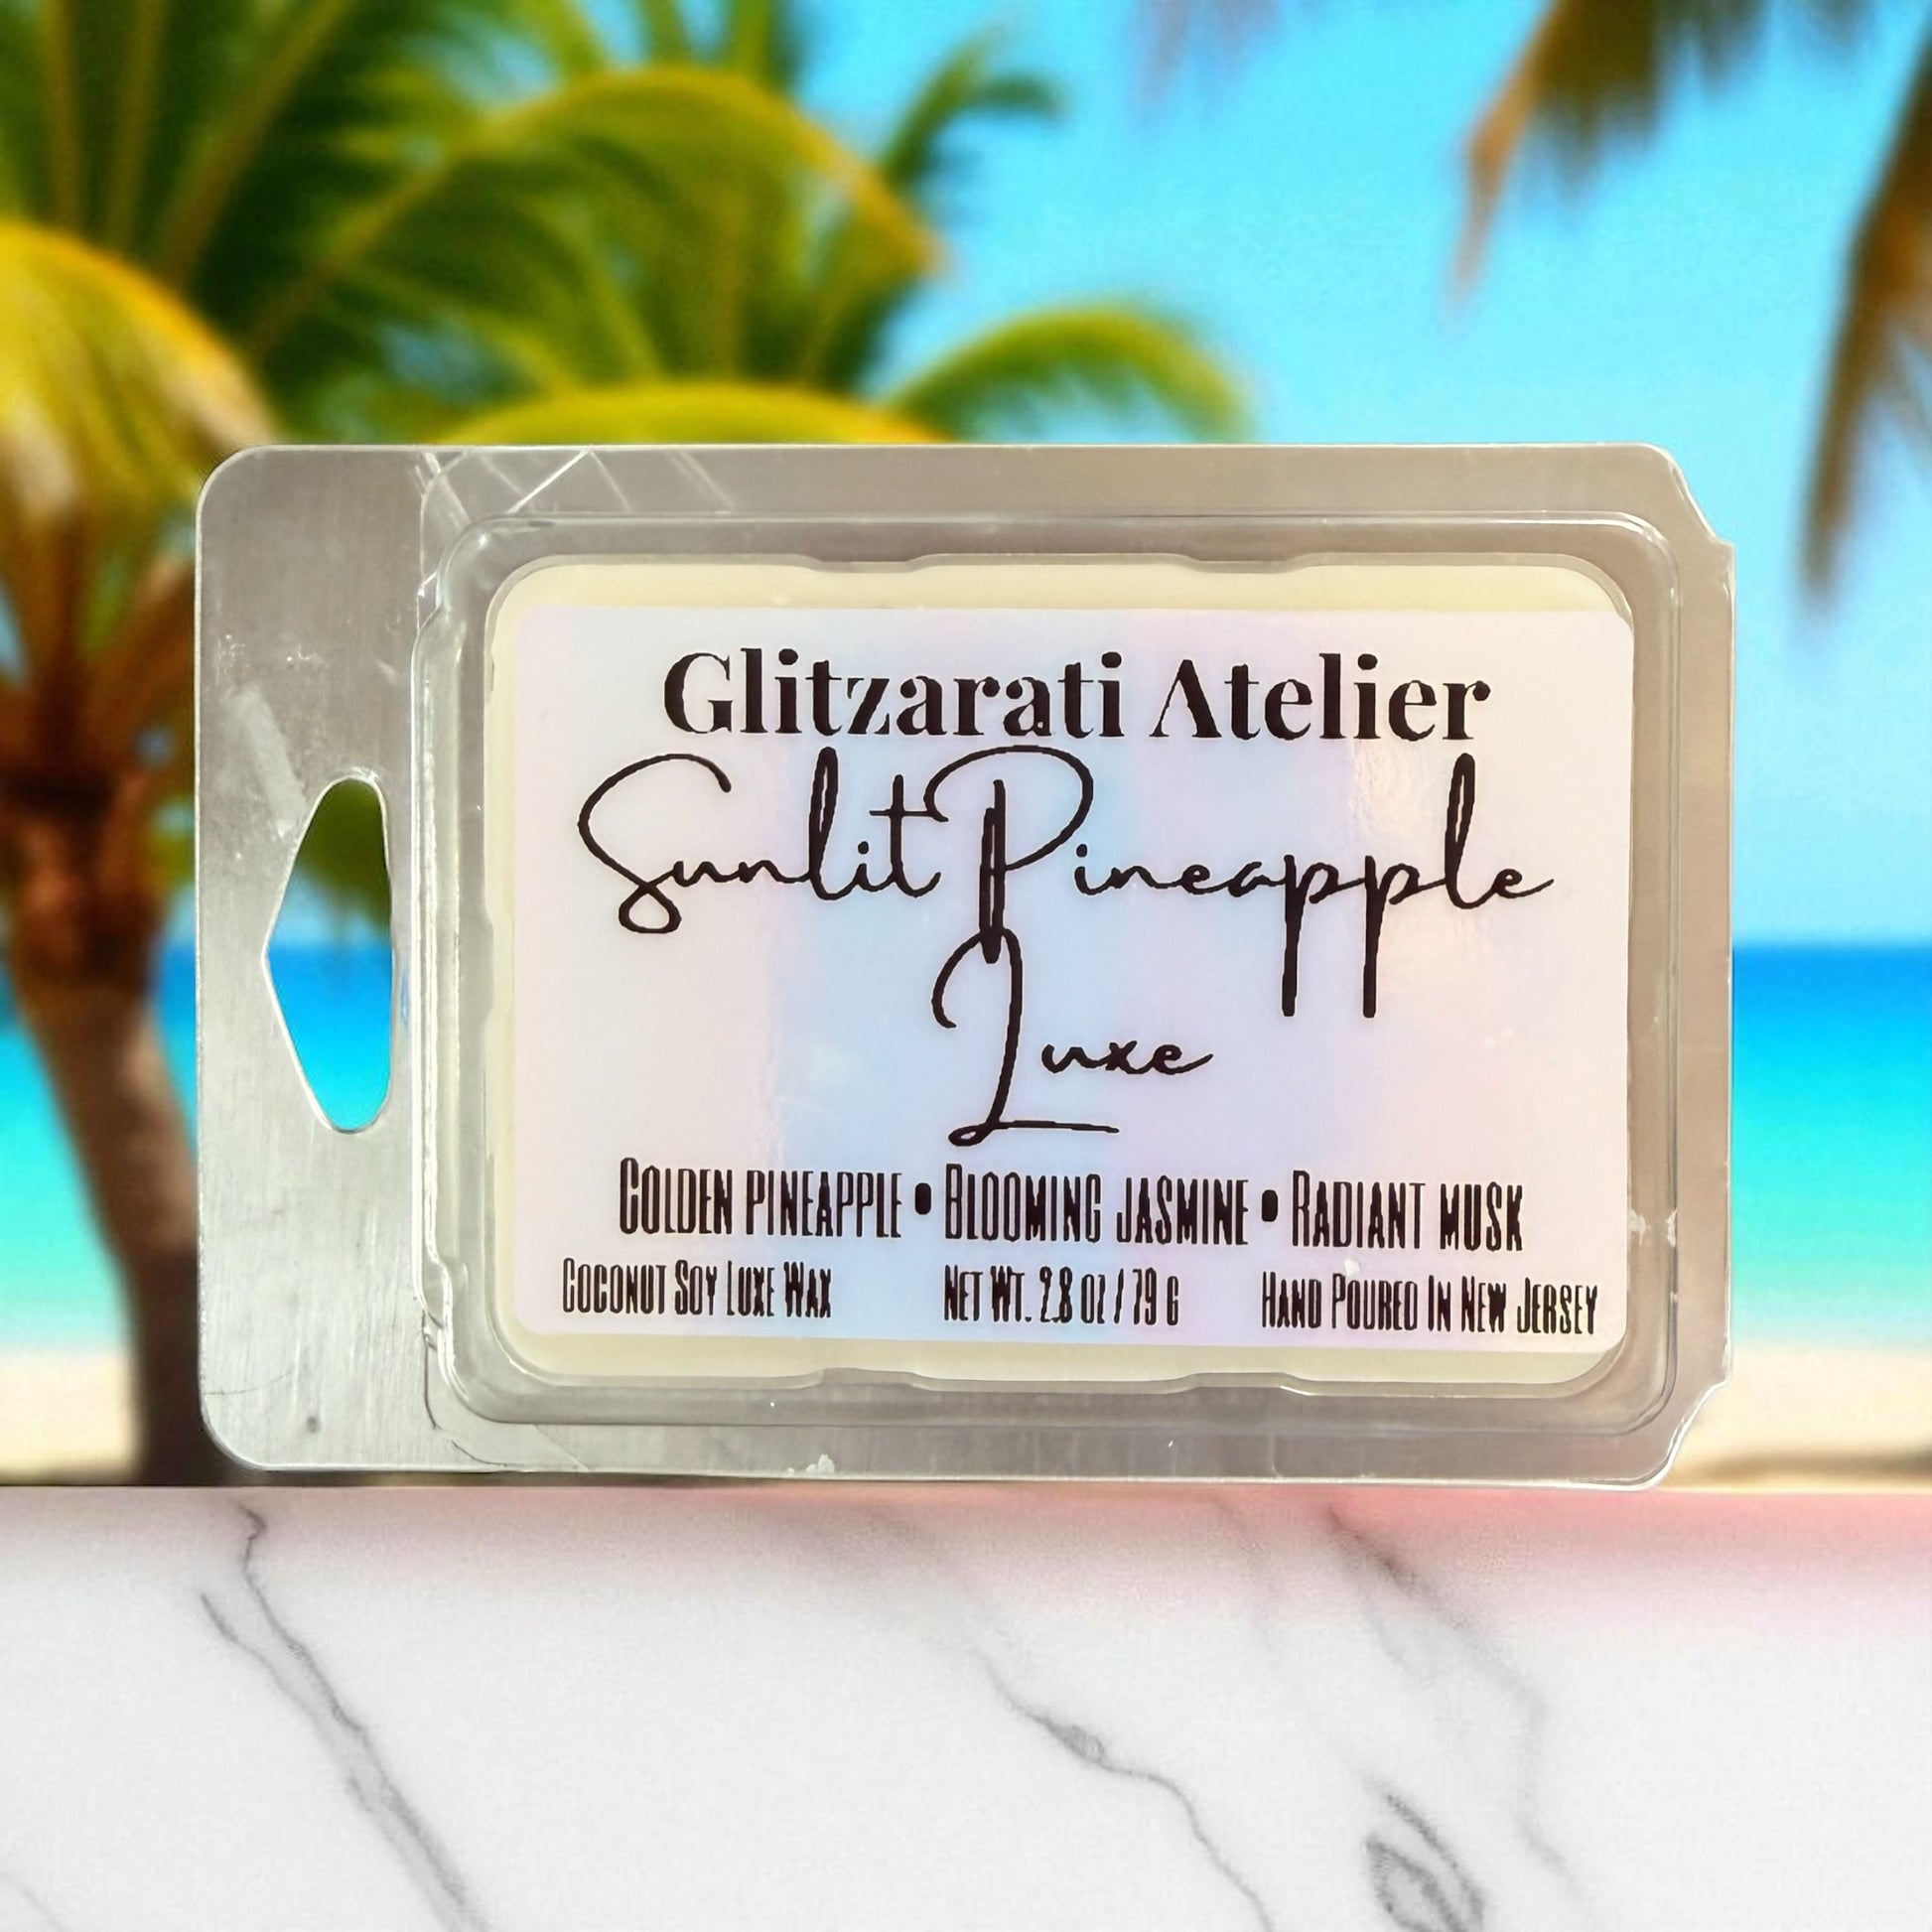 Glitzarati Atelier
Sunlit Pineapple
Luxe
Golden pineapple • Blooming jasmine • Radiant musk
Coconut Soy Luxe Wax Net Wt. 2.8 oz / 79 g Hand Poured In New Jersey